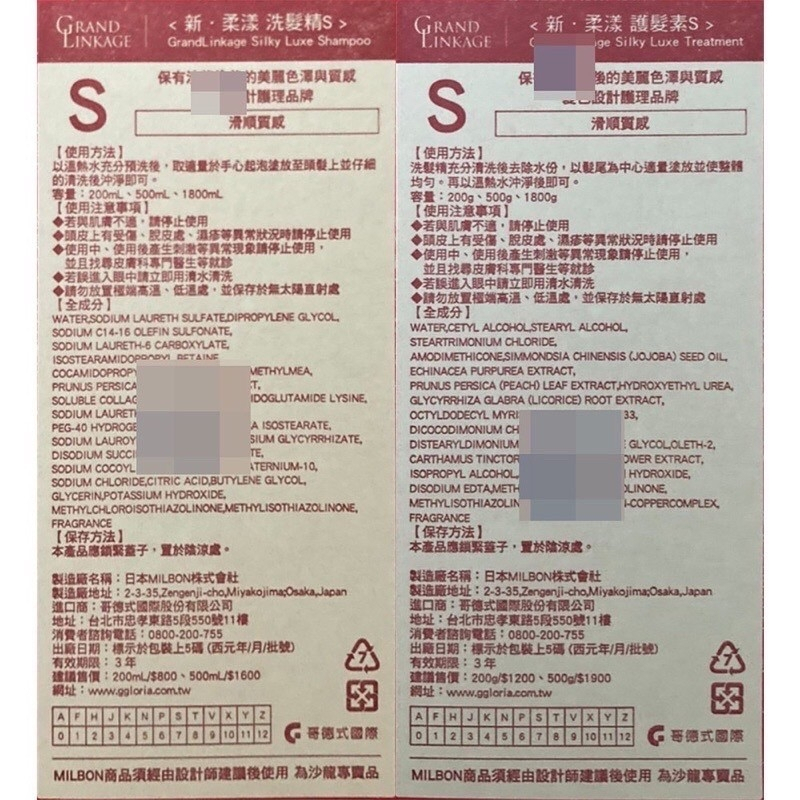 GRAND LINKAGE
< 新．柔漾 洗髮精S >
GrandLinkage Silky Luxe Shampoo
S
保有 的美麗色澤與質感
計護理品牌
滑順質感
【使用方法】
以溫熱水充分預洗後，取適量於手心起泡塗放至頭髮上並仔細
的清洗後沖淨即可。
容量：200mL、500mL、1800mL
【使用注意事項】
◆若與肌膚不適，請停止使用
◆頭皮上有受傷、脫皮處、濕疹等異常狀況時請停止使用
◆使用中、使用後產生刺激等異常現象請停止使用，
並且找尋皮膚科專門醫生等就診
◆若誤進入眼中請立即用清水清洗
◆請勿放置極端高溫、低溫處，並保存於無太陽直射處
【全成分】
WATER,SODIUM LAURETH SULFATE,DIPROPYLENE GLYCOL,
SODIUM C14-16 OLEFIN SULFONATE,
SODIUM LAURETH-6 CARBOXYLATE,
ISOSTEARAMIDOPROPYL BETAINE,
COCAMIDOPROPY METHYLMEA,
PRUNUS PERSICA CT,
SOLUBLE COLLAG IDOGLUTAMIDE LYSINE,
SODIUM LAURET
PEG-40 HYDROGE A ISOSTEARATE,
SODIUM LAUROY SIUM GLYCYRRHIZATE,
DISODIUM SUCCI TE,
SODIUM COCOYL ATERNIUM-10,
SODIUM CHLORIDE,CITRIC ACID,BUTYLENE GLYCOL,
GLYCERIN,POTASSIUM HYDROXIDE,
METHYLCHLOROISOTHIAZOLINONE,METHYLISOTHIAZOLINONE,
FRAGRANCE
【保存方法】
本產品應鎖緊蓋子，置於陰涼處。
製造廠名稱：日本MILBON株式會社
製造廠地址：2-3-35,Zengenji-cho,Miyakojima;Osaka,Japan
進口商：哥德式國際股份有限公司
地址：台北市忠孝東路5段550號11樓
消費者諮詢電話：0800-200-755
出廠日期：標示於包裝上5碼 (西元年/月/批號)
有效期限：3年
建議售價：200mL/$800、500mL/$1600
網址：www.ggloria.com.tw
7
A F H J K N P S T V X Y Z
0 1 2 3 4 5 6 7 8 9 10 11 12
哥德式國際
MILBON商品須經由設計師建議後使用 為沙龍專賣品
GRAND LINKAGE
< 新．柔漾 護髮素S >
ge Silky Luxe Treatment
S
保 後的美麗色澤與質感
髮色設計護理品牌
滑順質感
【使用方法】
洗髮精充分清洗後去除水份，以髮尾為中心適量塗放並使整體
均勻。再以溫熱水沖淨後即可。
容量：200g、500g、1800g
【使用注意事項】
◆若與肌膚不適，請停止使用
◆頭皮上有受傷、脫皮處、濕疹等異常狀況時請停止使用
◆使用中、使用後產生刺激等異常現象請停止使用，
並且找尋皮膚科專門醫生等就診
◆若誤進入眼中請立即用清水清洗
◆請勿放置極端高溫、低溫處，並保存於無太陽直射處
【全成分】
WATER,CETYL ALCOHOL,STEARYL ALCOHOL,
STEARTRIMONIUM CHLORIDE,
AMODIMETHICONE,SIMMONDSIA CHINENSIS (JOJOBA) SEED OIL,
ECHINACEA PURPUREA EXTRACT,
PRUNUS PERSICA (PEACH) LEAF EXTRACT,HYDROXYETHYL UREA,
GLYCYRRHIZA GLABRA (LICORICE) ROOT EXTRACT,
OCTYLDODECYL MYRI 33,
DICOCODIMONIUM CH
DISTEARYLDIMONIUM E GLYCOL,OLETH-2,
CARTHAMUS TINCTOR OWER EXTRACT,
ISOPROPYL ALCOHOL, HYDROXIDE,
DISODIUM EDTA,METH OLINONE,
METHYLISOTHIAZOLIN -COPPERCOMPLEX,
FRAGRANCE
【保存方法】
本產品應鎖緊蓋子，置於陰涼處。
製造廠名稱：日本MILBON株式會社
製造廠地址：2-3-35,Zengenji-cho,Miyakojima;Osaka,Japan
進口商：哥德式國際股份有限公司
地址：台北市忠孝東路5段550號11樓
消費者諮詢電話：0800-200-755
出廠日期：標示於包裝上5碼 (西元年/月/批號)
有效期限：3年
建議售價：200g/$1200、500g/$1900
網址：www.ggloria.com.tw
7
A F H J K N P S T V X Y Z
0 1 2 3 4 5 6 7 8 9 10 11 12
哥德式國際
MILBON商品須經由設計師建議後使用 為沙龍專賣品